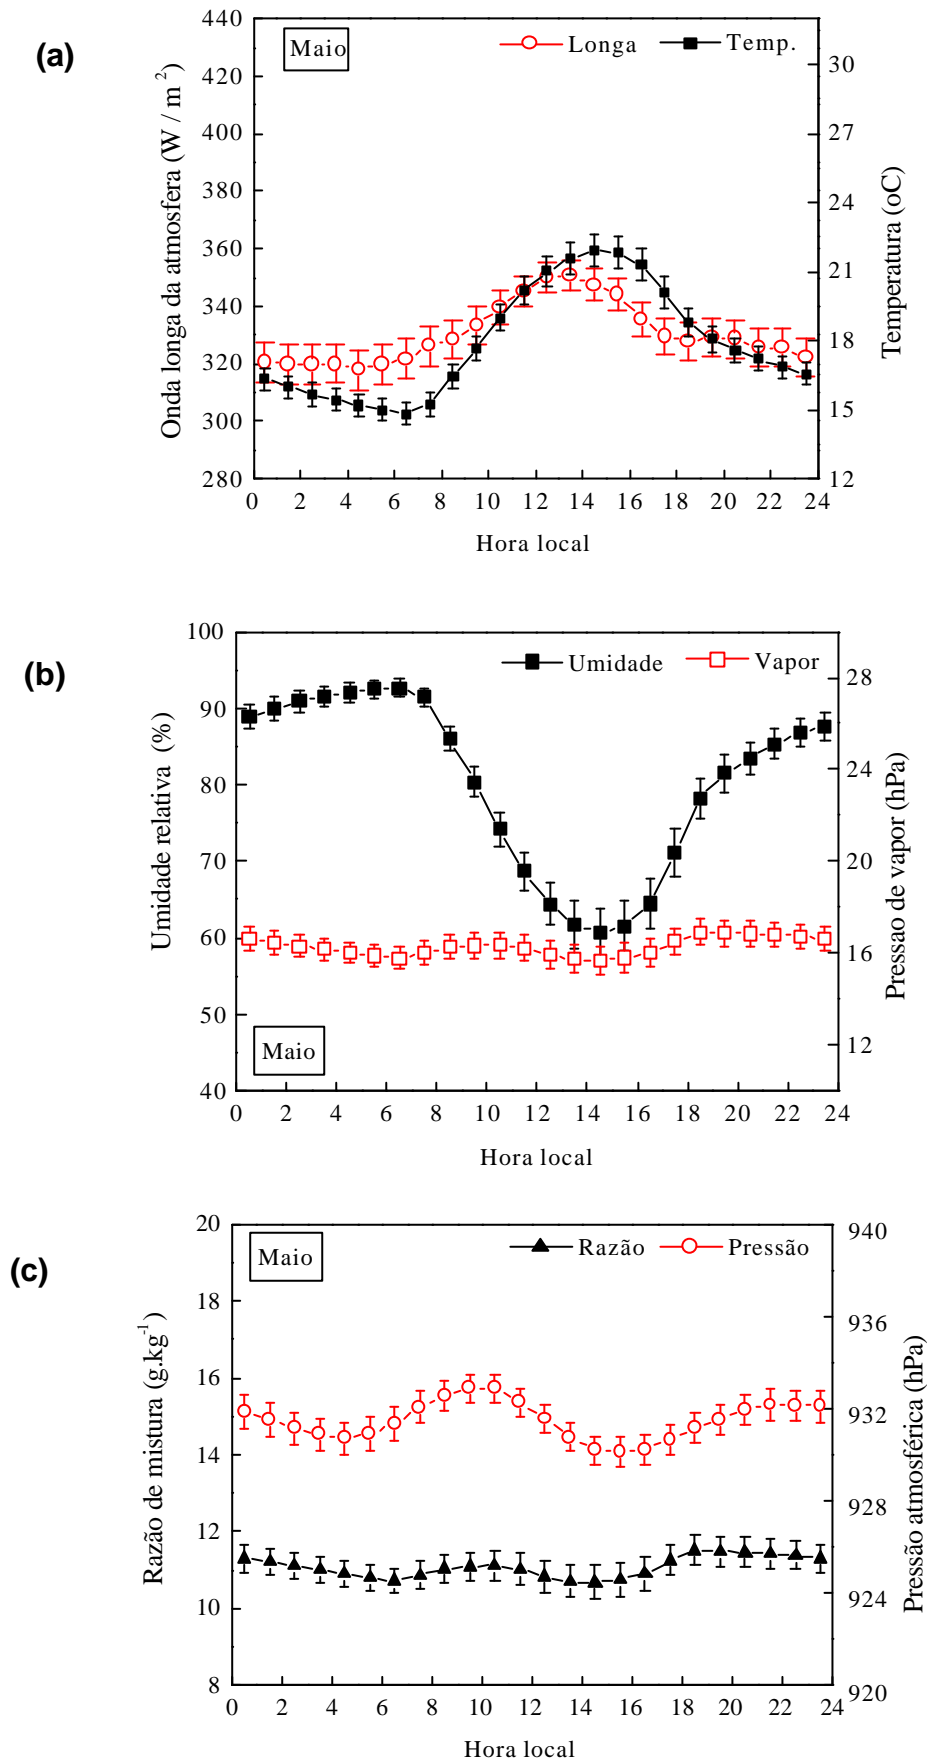 (a)
Maio
Longa
Temp.
Onda longa da atmosfera (W / m 2)
440
420
400
380
360
340
320
300
280
30
27
24
21
18
15
12
Temperatura (oC)
0 2 4 6 8 10 12 14 16 18 20 22 24
Hora local
(b)
Umidade
Vapor
Umidade relativa (%)
100
90
80
70
60
50
40
28
24
20
16
12
Pressao de vapor (hPa)
Maio
0 2 4 6 8 10 12 14 16 18 20 22 24
Hora local
(c)
Maio
Razão
Pressão
Razão de mistura (g.kg-1)
20
18
16
14
12
11
10
8
940
936
932
928
924
920
Pressão atmosférica (hPa)
0 2 4 6 8 10 12 14 16 18 20 22 24
Hora local